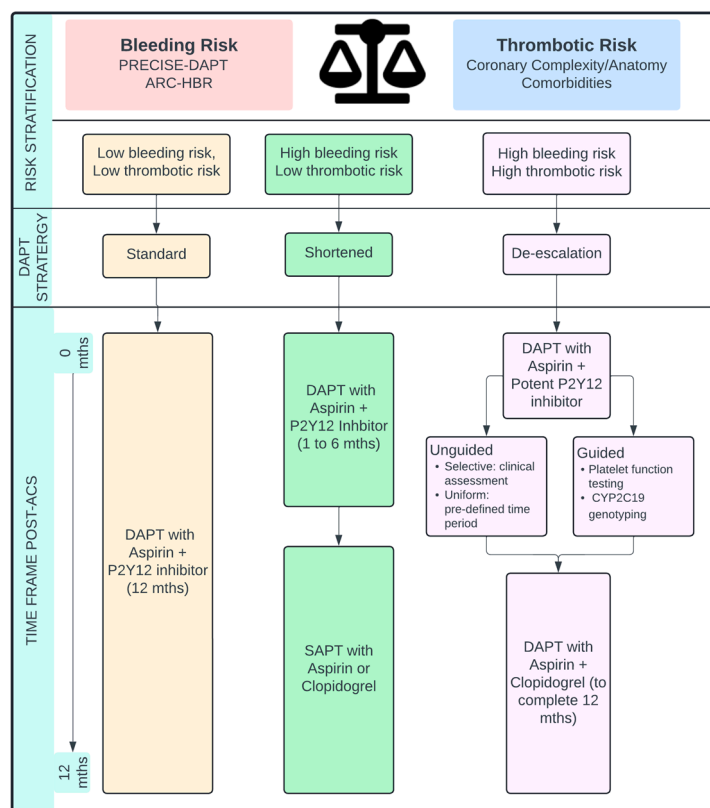 RISK STRATIFICATION
Bleeding Risk
PRECISE-DAPT
ARC-HBR
Thrombotic Risk
Coronary Complexity/Anatomy
Comorbidities
Low bleeding risk,
Low thrombotic risk
High bleeding risk
Low thrombotic risk
High bleeding risk
High thrombotic risk
DAPT
STRATERGY
Standard
Shortened
De-escalation
TIME FRAME POST-ACS
0
mths
12
mths
DAPT with
Aspirin +
P2Y12 inhibitor
(12 mths)
DAPT with
Aspirin +
P2Y12 Inhbitor
(1 to 6 mths)
SAPT with
Aspirin or
Clopidogrel
DAPT with
Aspirin +
Potent P2Y12
inhibitor
Unguided
• Selective: clinical
assessment
• Uniform:
pre-defined time
period
Guided
• Platelet function
testing
• CYP2C19
genotyping
DAPT with
Aspirin +
Clopidogrel (to
complete 12
mths)